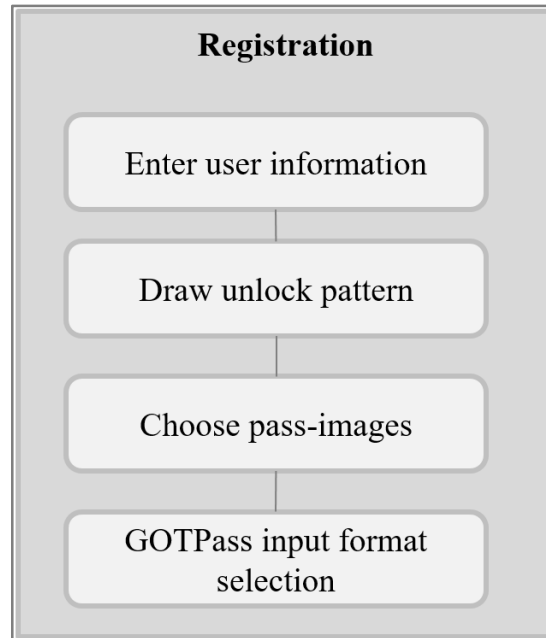 Registration
Enter user information
Draw unlock pattern
Choose pass-images
GOTPass input format
selection